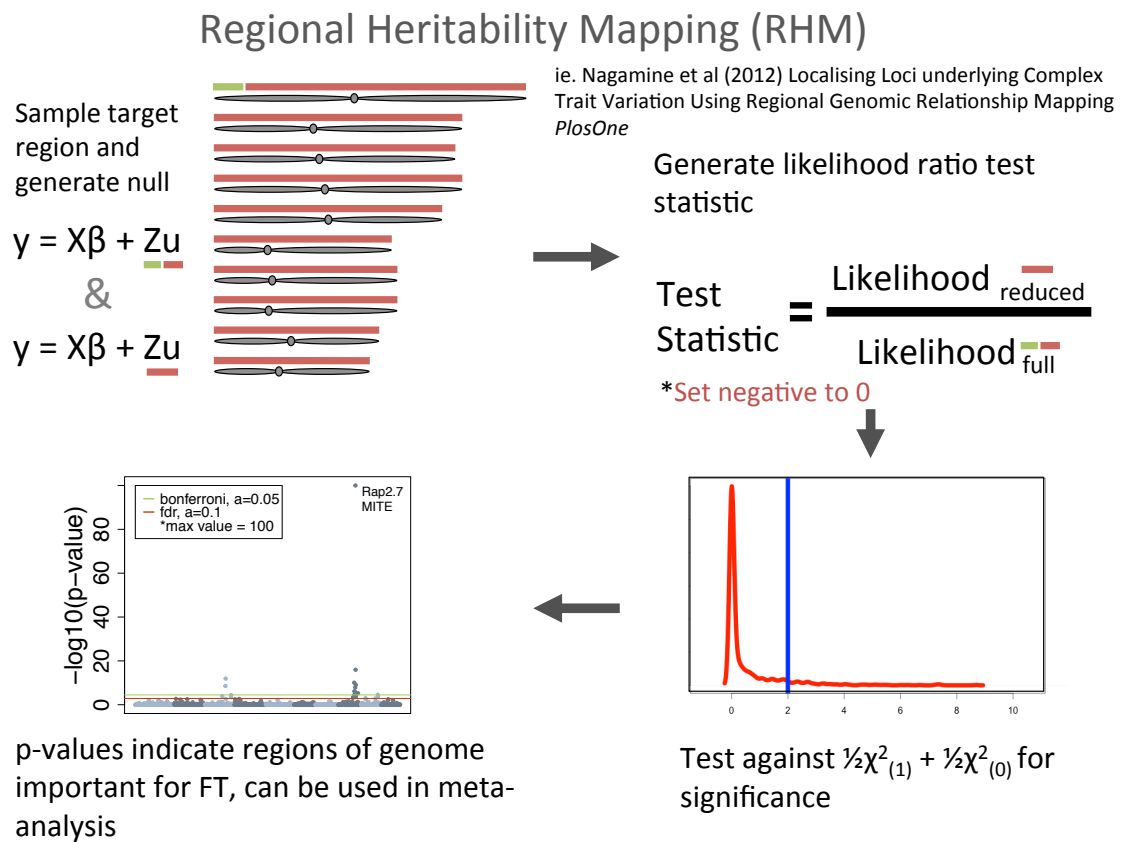 Regional Heritability Mapping (RHM)
ie. Nagamine et al (2012) Localising Loci underlying Complex
Trait Variation Using Regional Genomic Relationship Mapping
PlosOne
Sample target
region and
generate null
y = Xβ + Zu
&
y = Xβ + Zu
Generate likelihood ratio test
statistic
Test
Statistic
=
Likelihood reduced
Likelihood full
*Set negative to 0
bonferroni, a=0.05
fdr, a=0.1
*max value = 100
Rap2.7
MITE
−log10(p−value)
0 20 40 60 80
0 2 4 6 8 10
p-values indicate regions of genome
important for FT, can be used in meta-
analysis
Test against ½χ²(1) + ½χ²(0) for
significance